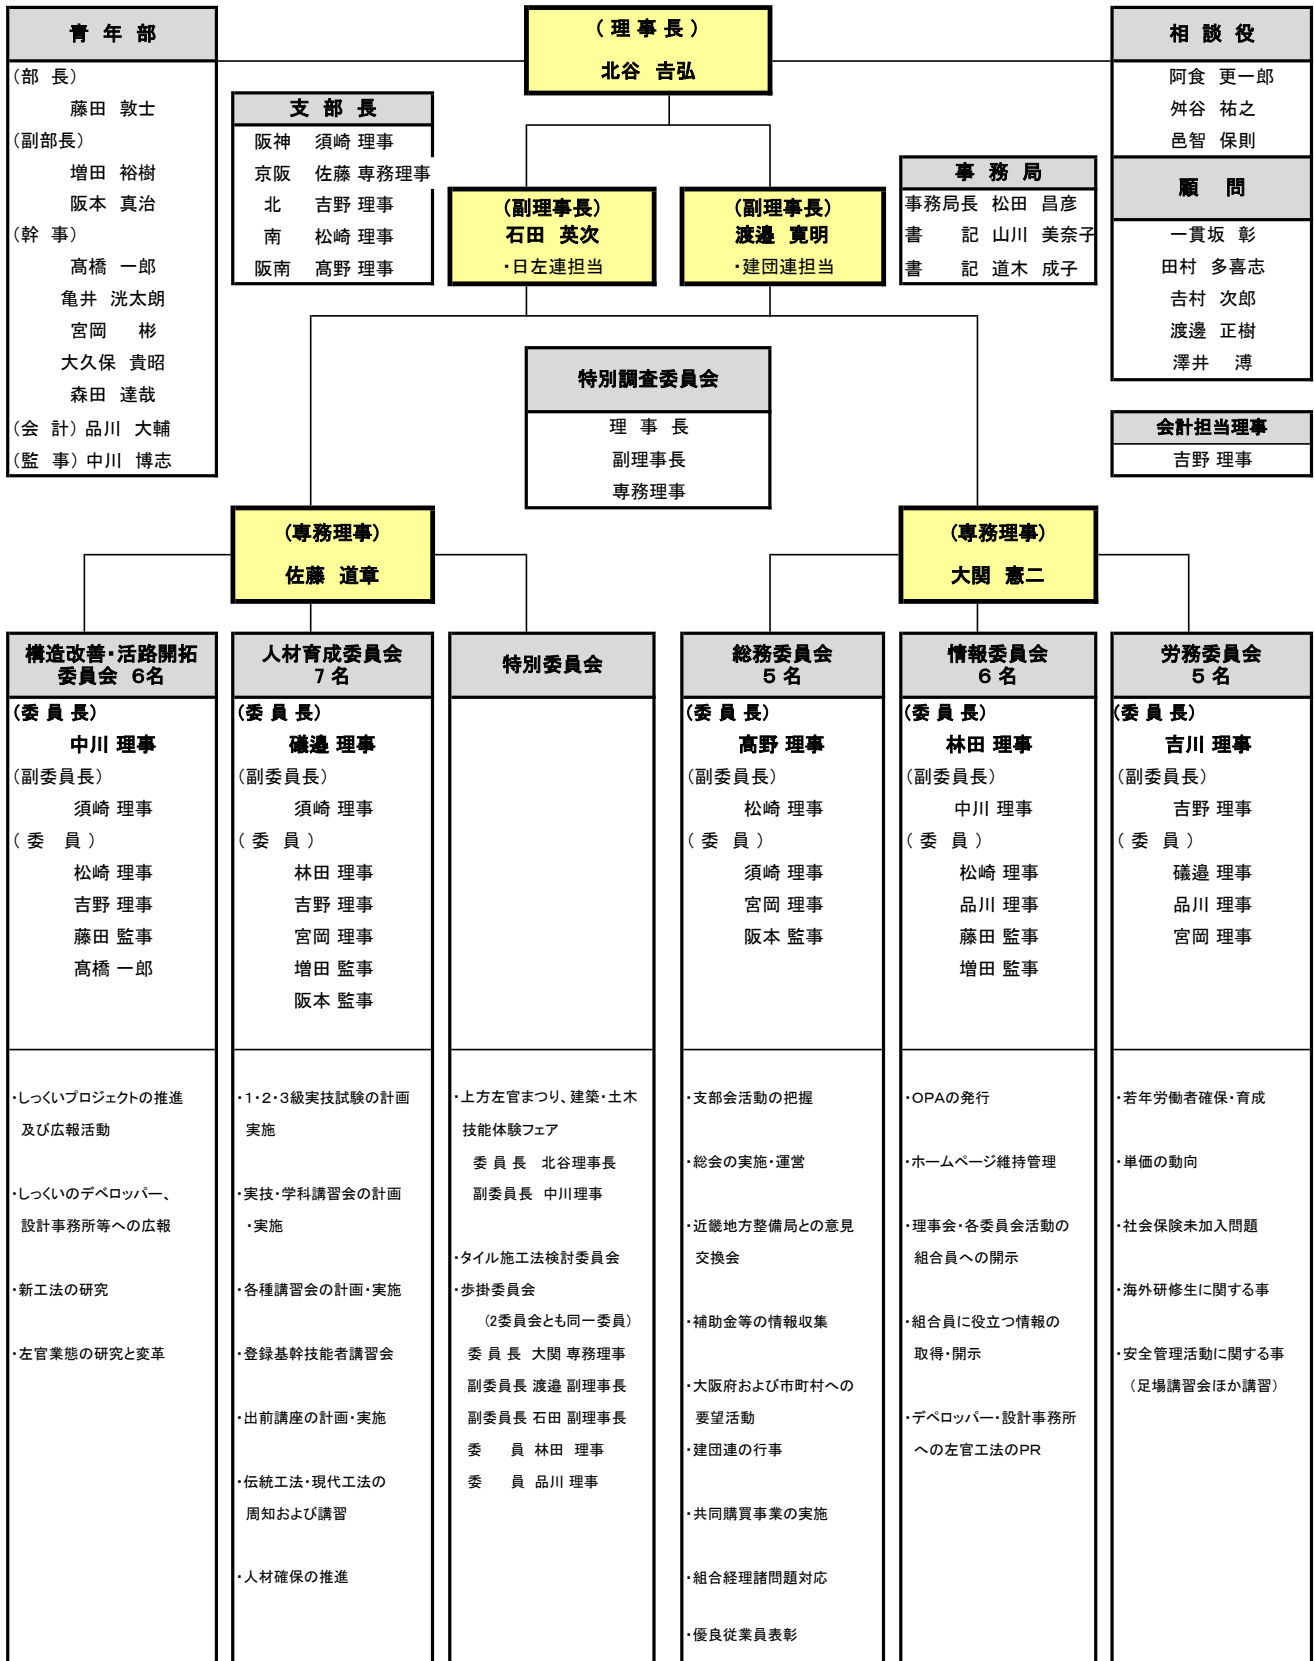 青 年 部
(部 長)
藤田 敦士
(副部長)
増田 裕樹
阪本 真治
(幹 事)
髙橋 一郎
亀井 洸太朗
宮岡 彬
大久保 貴昭
森田 達哉
(会 計) 品川 大輔
(監 事) 中川 博志
支 部 長
阪神 須崎 理事
京阪 佐藤 専務理事
北 吉野 理事
南 松崎 理事
阪南 髙野 理事
( 理 事 長 )
北谷 𠮷弘
(副理事長)
石田 英次
・日左連担当
(副理事長)
渡邉 寛明
・建団連担当
事 務 局
事務局長 松田 昌彦
書 記 山川 美奈子
書 記 道木 成子
相 談 役
阿食 更一郎
舛谷 祐之
邑智 保則
顧 問
一貫坂 彰
田村 多喜志
𠮷村 次郎
渡邊 正樹
澤井 溥
会計担当理事
吉野 理事
特別調査委員会
理 事 長
副理事長
専務理事
(専務理事)
佐藤 道章
(専務理事)
大関 憲二
構造改善・活路開拓
委員会 6名
(委 員 長)
中川 理事
(副委員長)
須崎 理事
( 委 員 )
松崎 理事
吉野 理事
藤田 監事
髙橋 一郎
・しっくいプロジェクトの推進
及び広報活動
・しっくいのデベロッパー、
設計事務所等への広報
・新工法の研究
・左官業態の研究と変革
人材育成委員会
7 名
(委 員 長)
礒邉 理事
(副委員長)
須崎 理事
( 委 員 )
林田 理事
吉野 理事
宮岡 理事
増田 監事
阪本 監事
・1・2・3級実技試験の計画
実施
・実技・学科講習会の計画
・実施
・各種講習会の計画・実施
・登録基幹技能者講習会
・出前講座の計画・実施
・伝統工法・現代工法の
周知および講習
・人材確保の推進
特別委員会
・上方左官まつり、建築・土木
技能体験フェア
委 員 長 北谷理事長
副委員長 中川理事
・タイル施工法検討委員会
・歩掛委員会
(2委員会とも同一委員)
委 員 長 大関 専務理事
副委員長 渡邉 副理事長
副委員長 石田 副理事長
委 員 林田 理事
委 員 品川 理事
総務委員会
5 名
(委 員 長)
髙野 理事
(副委員長)
松崎 理事
( 委 員 )
須崎 理事
宮岡 理事
阪本 監事
・支部会活動の把握
・総会の実施・運営
・近畿地方整備局との意見
交換会
・補助金等の情報収集
・大阪府および市町村への
要望活動
・建団連の行事
・共同購買事業の実施
・組合経理諸問題対応
・優良従業員表彰
情報委員会
6 名
(委 員 長)
林田 理事
(副委員長)
中川 理事
( 委 員 )
松崎 理事
品川 理事
藤田 監事
増田 監事
・OPAの発行
・ホームページ維持管理
・理事会・各委員会活動の
組合員への開示
・組合員に役立つ情報の
取得・開示
・デベロッパー・設計事務所
への左官工法のPR
労務委員会
5 名
(委 員 長)
吉川 理事
(副委員長)
吉野 理事
( 委 員 )
礒邉 理事
品川 理事
宮岡 理事
・若年労働者確保・育成
・単価の動向
・社会保険未加入問題
・海外研修生に関する事
・安全管理活動に関する事
(足場講習会ほか講習)